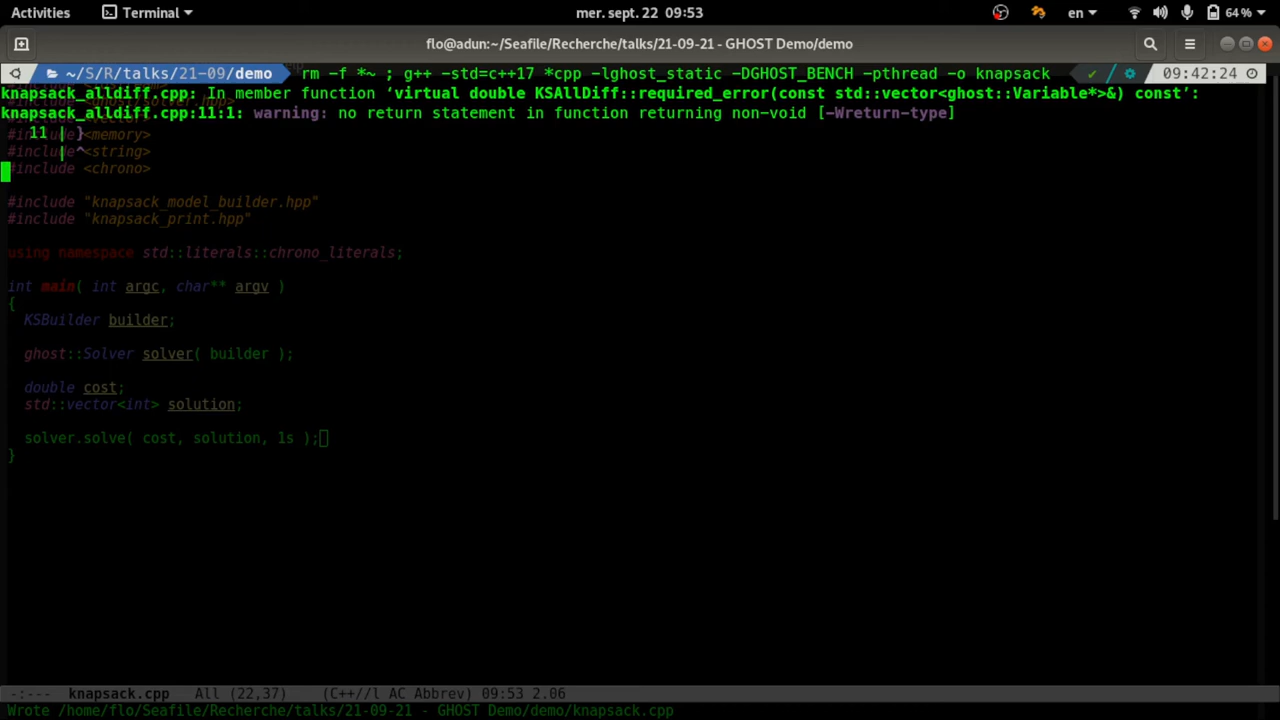 Activities
Terminal
mer. sept. 22 09:53
en
64 %
flo@adun:~/Seafile/Recherche/talks/21-09-21 - GHOST Demo/demo
~/S/R/talks/21-09/demo rm -f *~ ; g++ -std=c++17 *cpp -lghost_static -DGHOST_BENCH -pthread -o knapsack ✓ 09:42:24
knapsack_alldiff.cpp: In member function ‘virtual double KSAllDiff::required_error(const std::vector<ghost::Variable*>&) const’:
knapsack_alldiff.cpp:11:1: warning: no return statement in function returning non-void [-Wreturn-type]
11 | }
| ^
#include <memory>
#include <string>
#include <chrono>
#include "knapsack_model_builder.hpp"
#include "knapsack_print.hpp"
using namespace std::literals::chrono_literals;
int main( int argc, char** argv )
{
KSBuilder builder;
ghost::Solver solver( builder );
double cost;
std::vector<int> solution;
solver.solve( cost, solution, 1s );
}
-:--- knapsack.cpp All (22,37) (C++//l AC Abbrev) 09:53 2.06
Wrote /home/flo/Seafile/Recherche/talks/21-09-21 - GHOST Demo/demo/knapsack.cpp